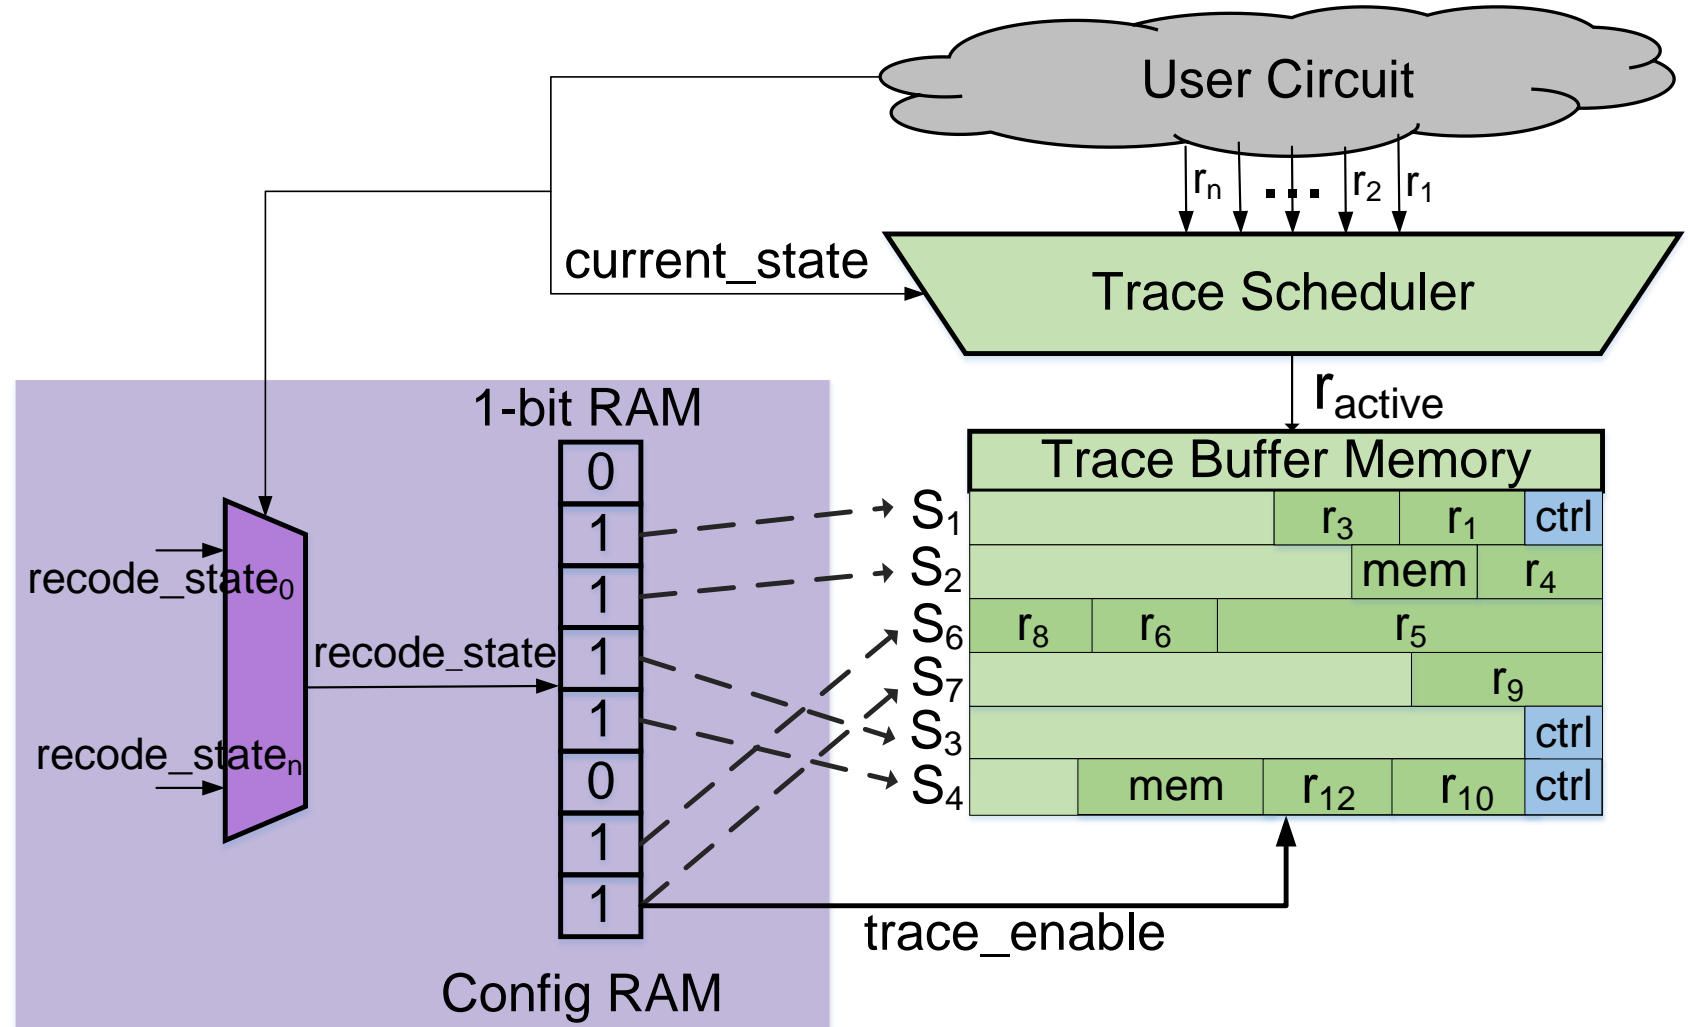 User Circuit
rₙ ... r₂ r₁
current_state
Trace Scheduler
r_active
1-bit RAM
0
1
1
1
1
0
1
1
recode_state₀
recode_state
recode_stateₙ
Config RAM
Trace Buffer Memory
S₁ r₃ r₁ ctrl
S₂ mem r₄
S₆ r₈ r₆ r₅
S₇ r₉
S₃ ctrl
S₄ mem r₁₂ r₁₀ ctrl
trace_enable